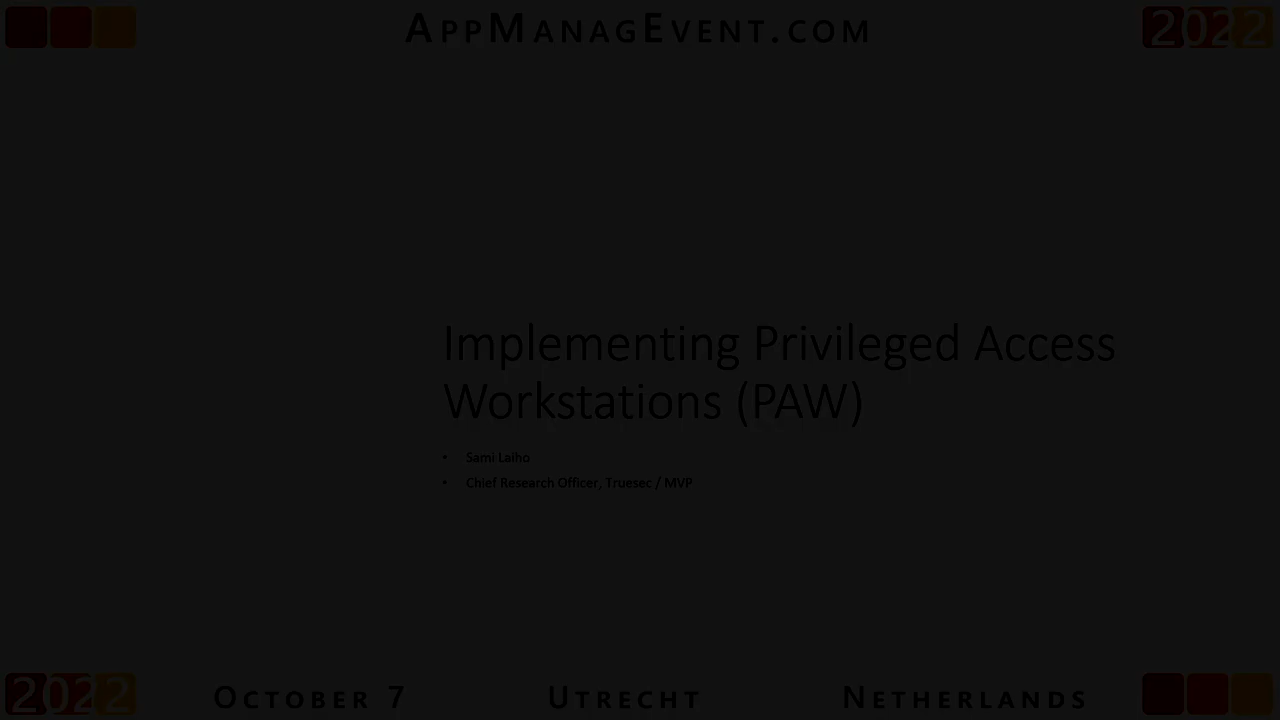 AppManagEvent.com
2022
Implementing Privileged Access
Workstations (PAW)
• Sami Laiho
• Chief Research Officer, Truesec / MVP
2022
October 7
Utrecht
Netherlands